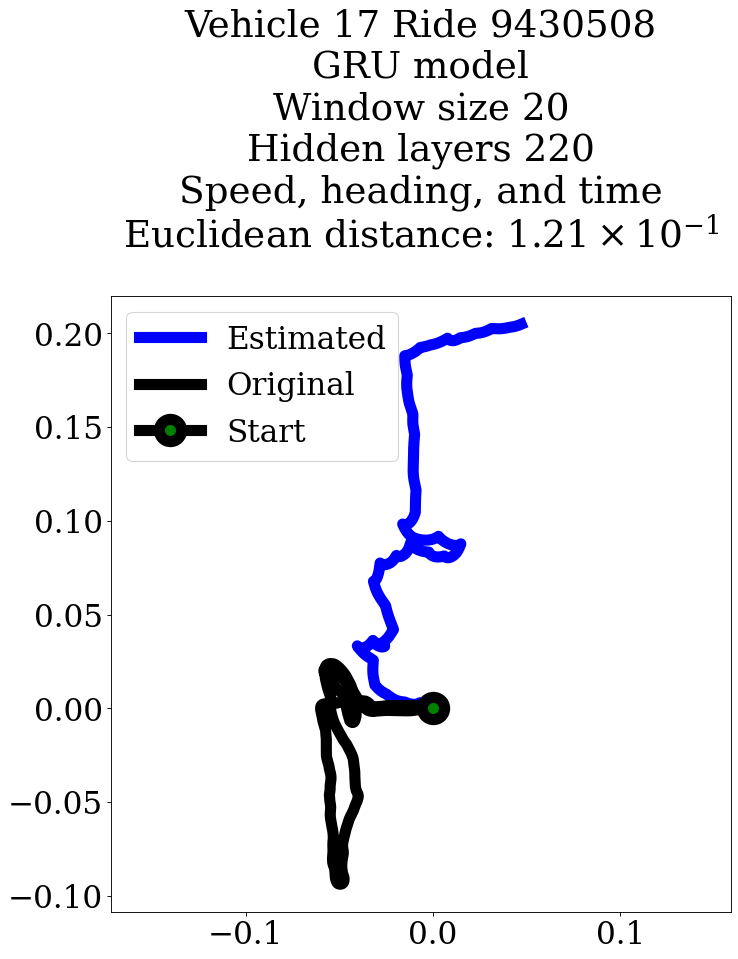 Vehicle 17 Ride 9430508
GRU model
Window size 20
Hidden layers 220
Speed, heading, and time
Euclidean distance: 1.21 × 10⁻¹
Estimated
Original
Start
0.20
0.15
0.10
0.05
0.00
−0.05
−0.10
−0.1 0.0 0.1